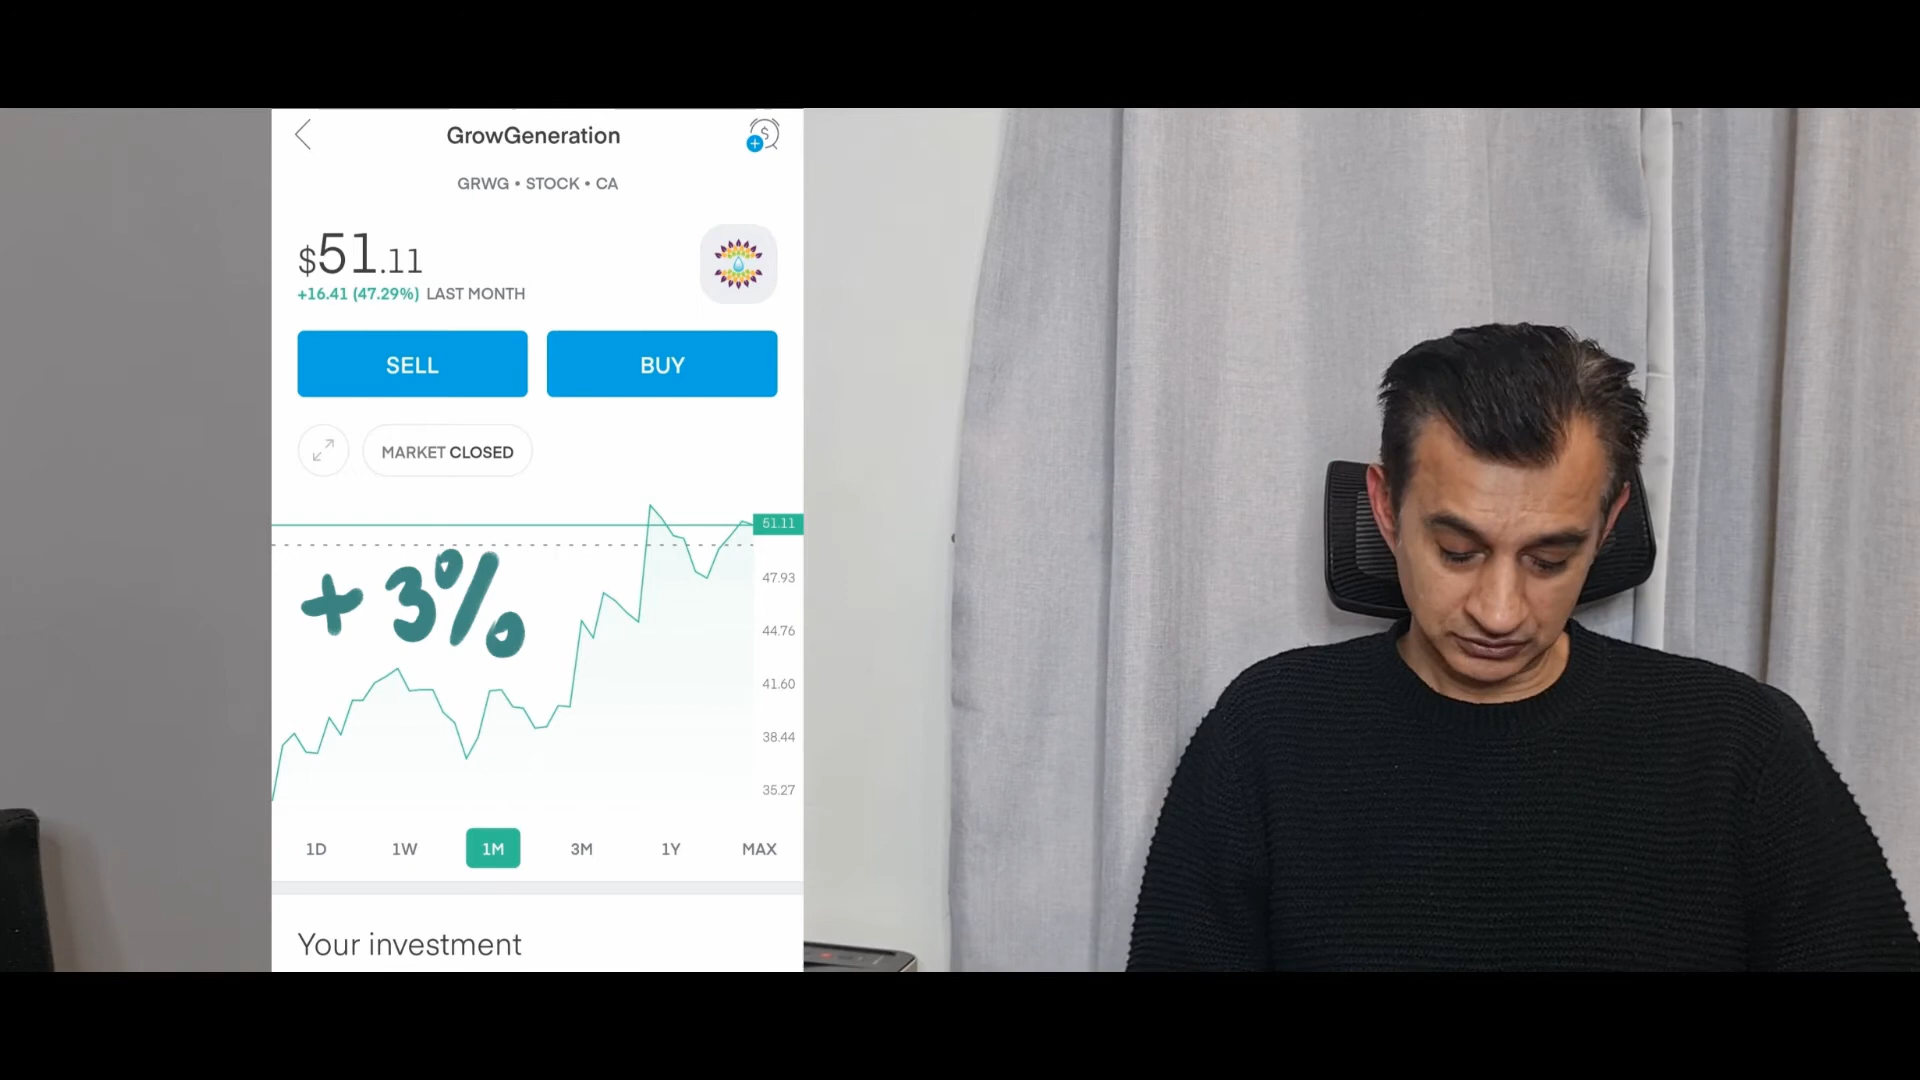 GrowGeneration
GRWG • STOCK • CA
$51.11
+16.41 (47.29%) LAST MONTH
SELL BUY
MARKET CLOSED
51.11
+ 3%
47.93
44.76
41.60
38.44
35.27
1D 1W 1M 3M 1Y MAX
Your investment